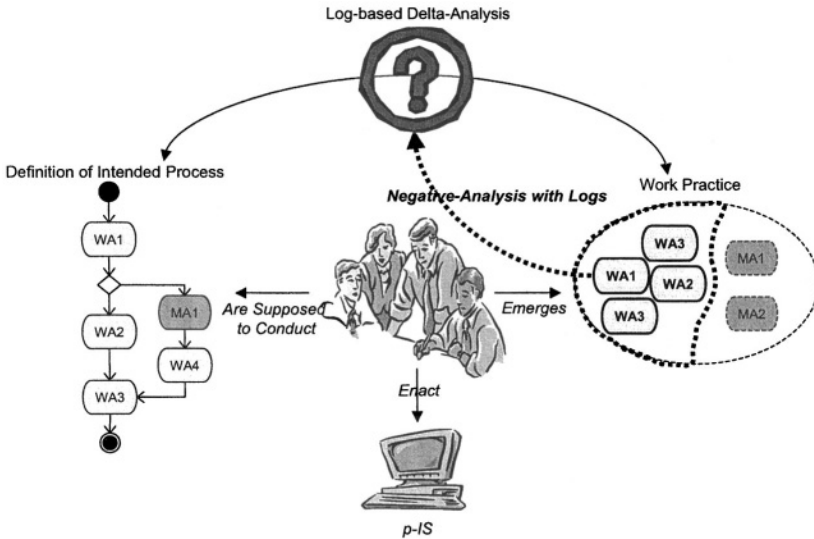 Log-based Delta-Analysis
?
Definition of Intended Process
Negative-Analysis with Logs
Work Practice
WA1
WA2
MA1
WA4
WA3
Are Supposed
to Conduct
Emerges
WA3
WA1
WA2
WA3
MA1
MA2
Enact
p-IS